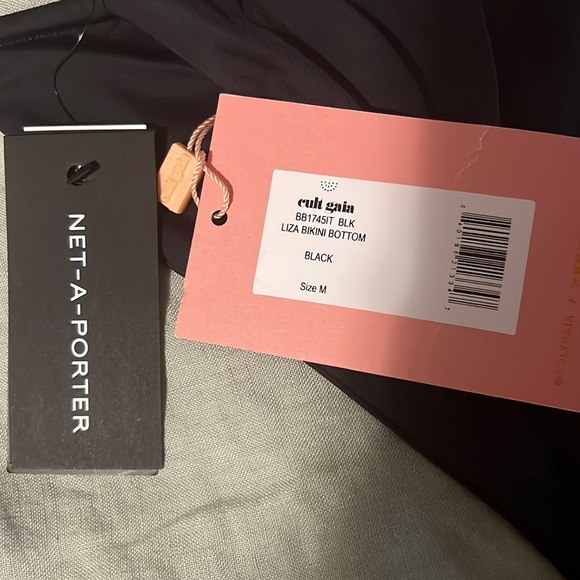 NET-A-PORTER
cult gaia
BB1745IT BLK
LIZA BIKINI BOTTOM
BLACK
Size M